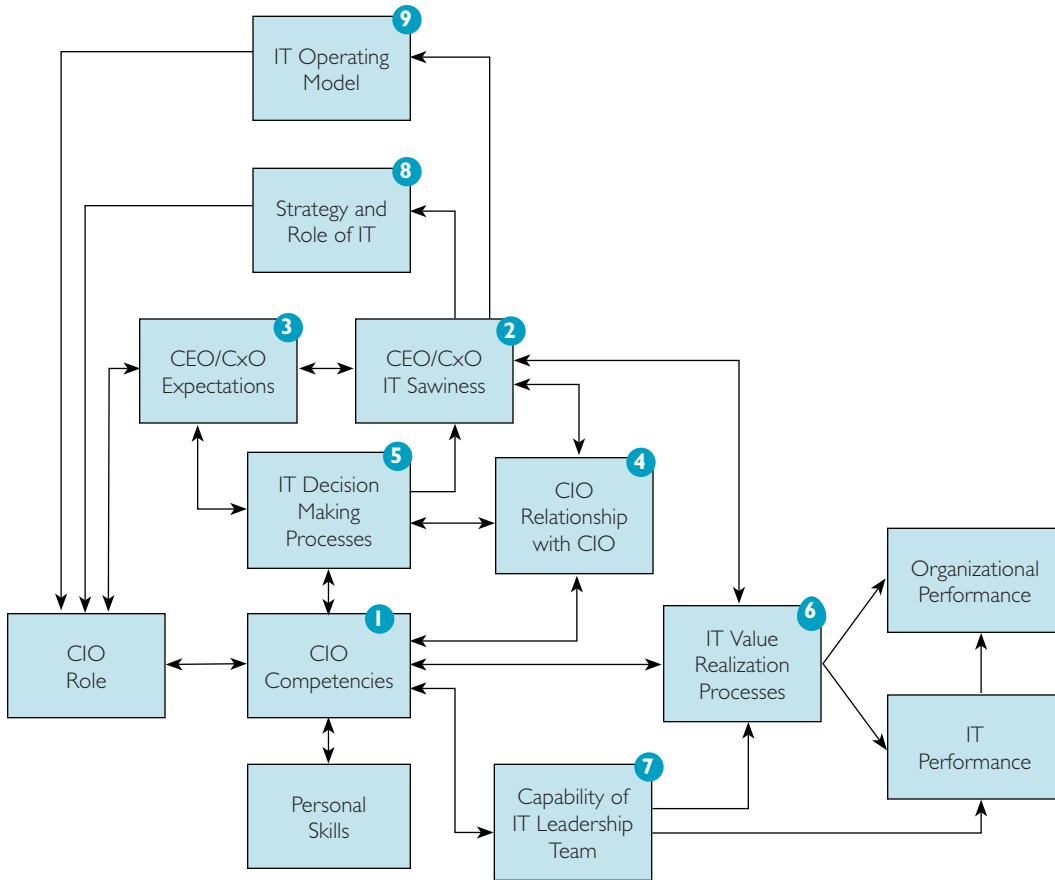 9
IT Operating
Model
8
Strategy and
Role of IT
3
CEO/CxO
Expectations
2
CEO/CxO
IT Sawiness
5
IT Decision
Making
Processes
4
CIO
Relationship
with CIO
Organizational
Performance
CIO
Role
1
CIO
Competencies
6
IT Value
Realization
Processes
IT
Performance
Personal
Skills
7
Capability of
IT Leadership
Team